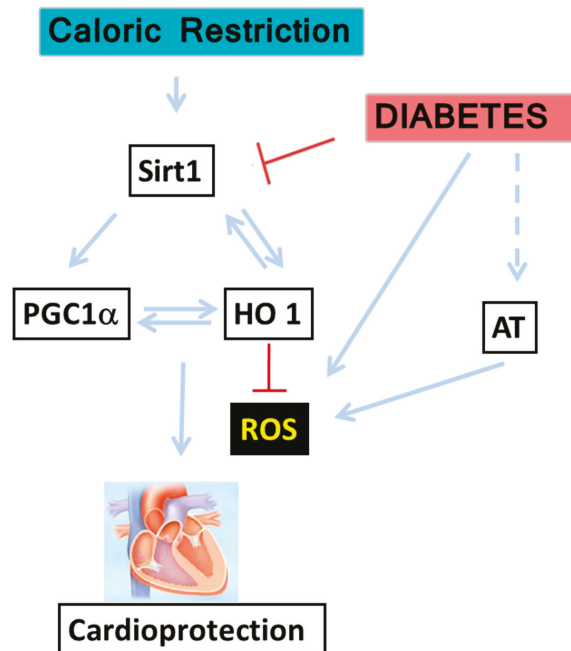 Caloric Restriction
DIABETES
Sirt1
PGC1α
HO 1
AT
ROS
Cardioprotection